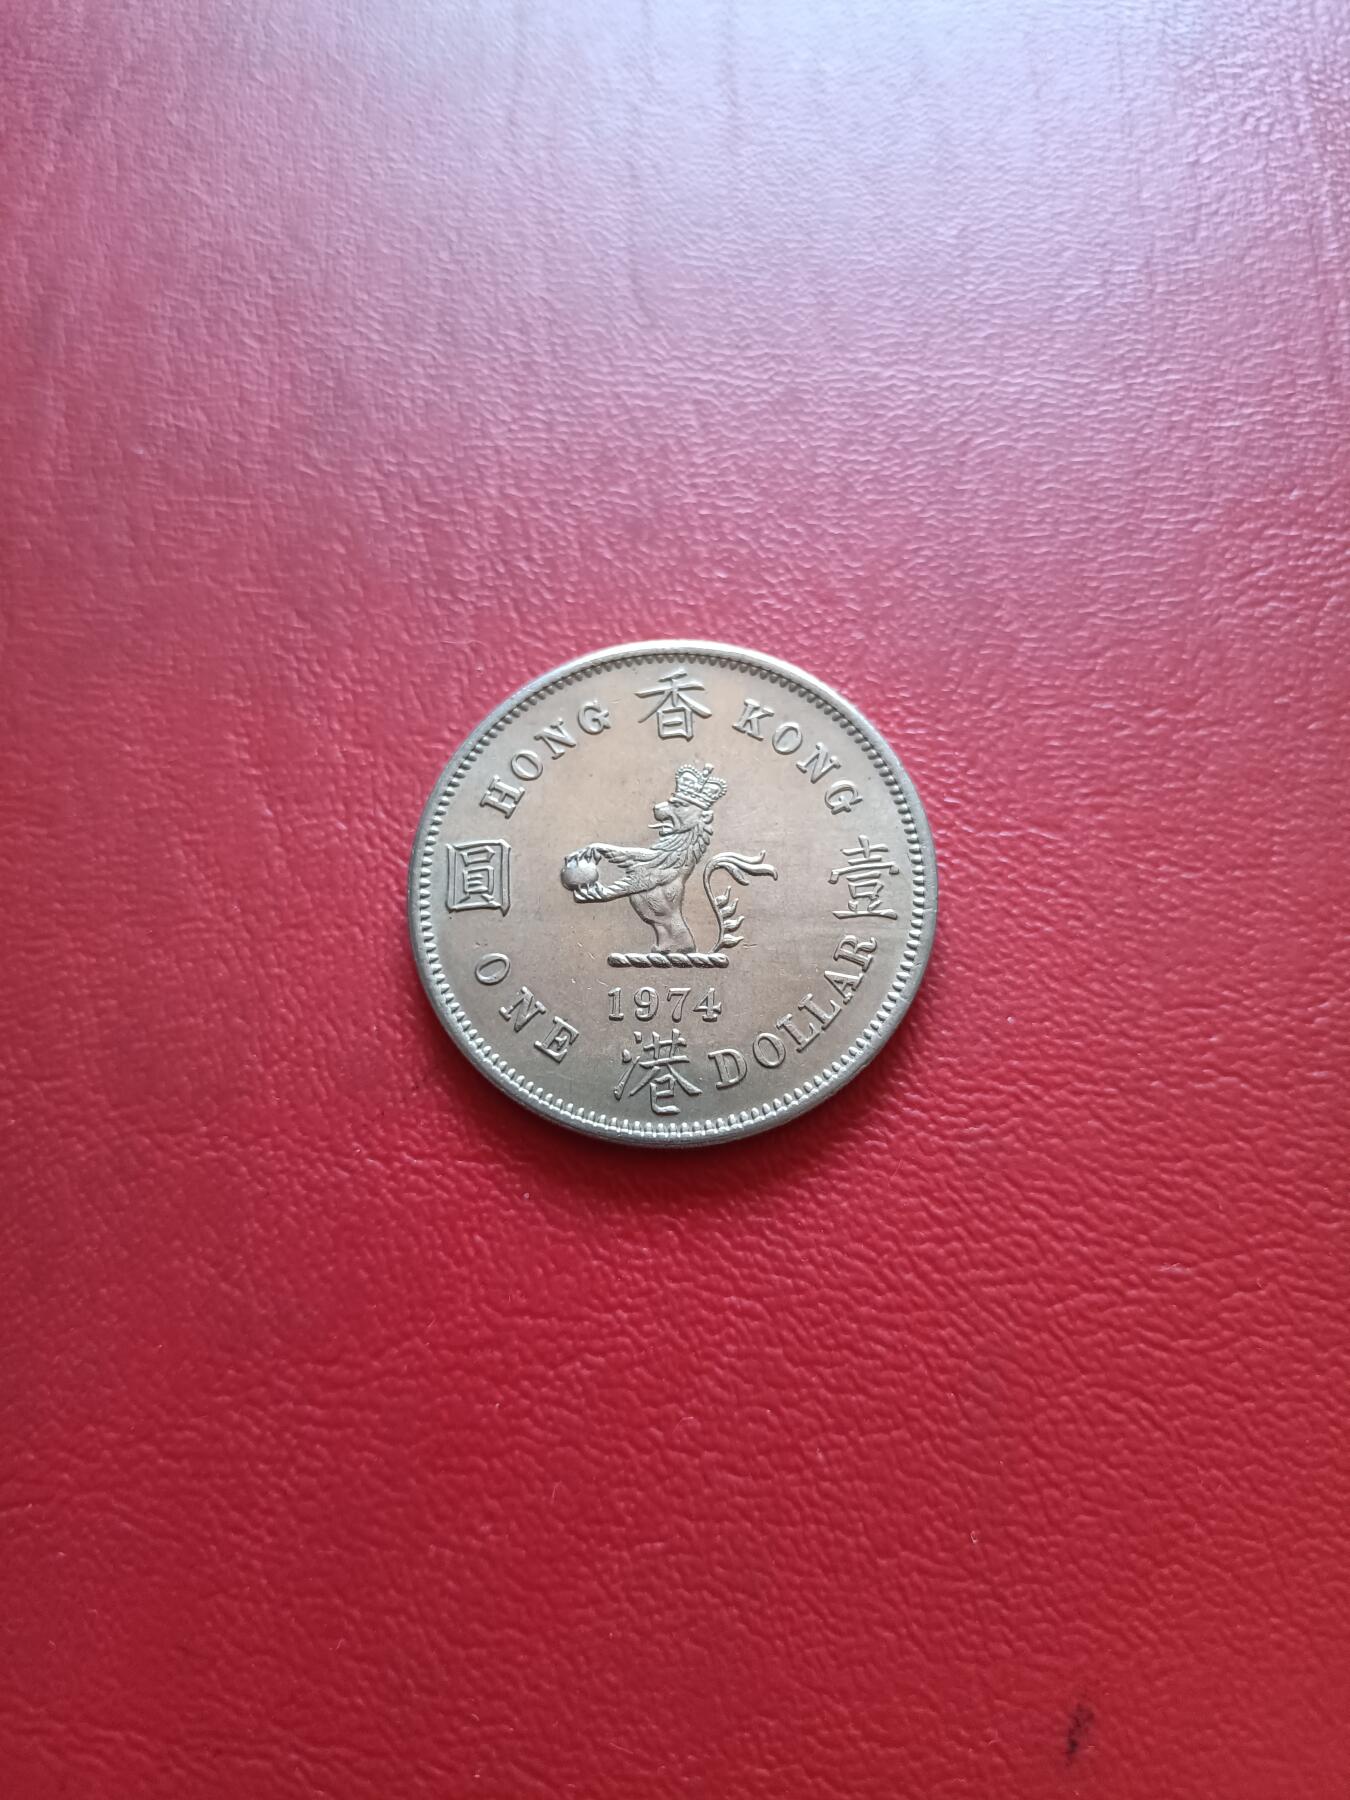 HONG 香 KONG
圓 壹
1974
ONE 港 DOLLAR